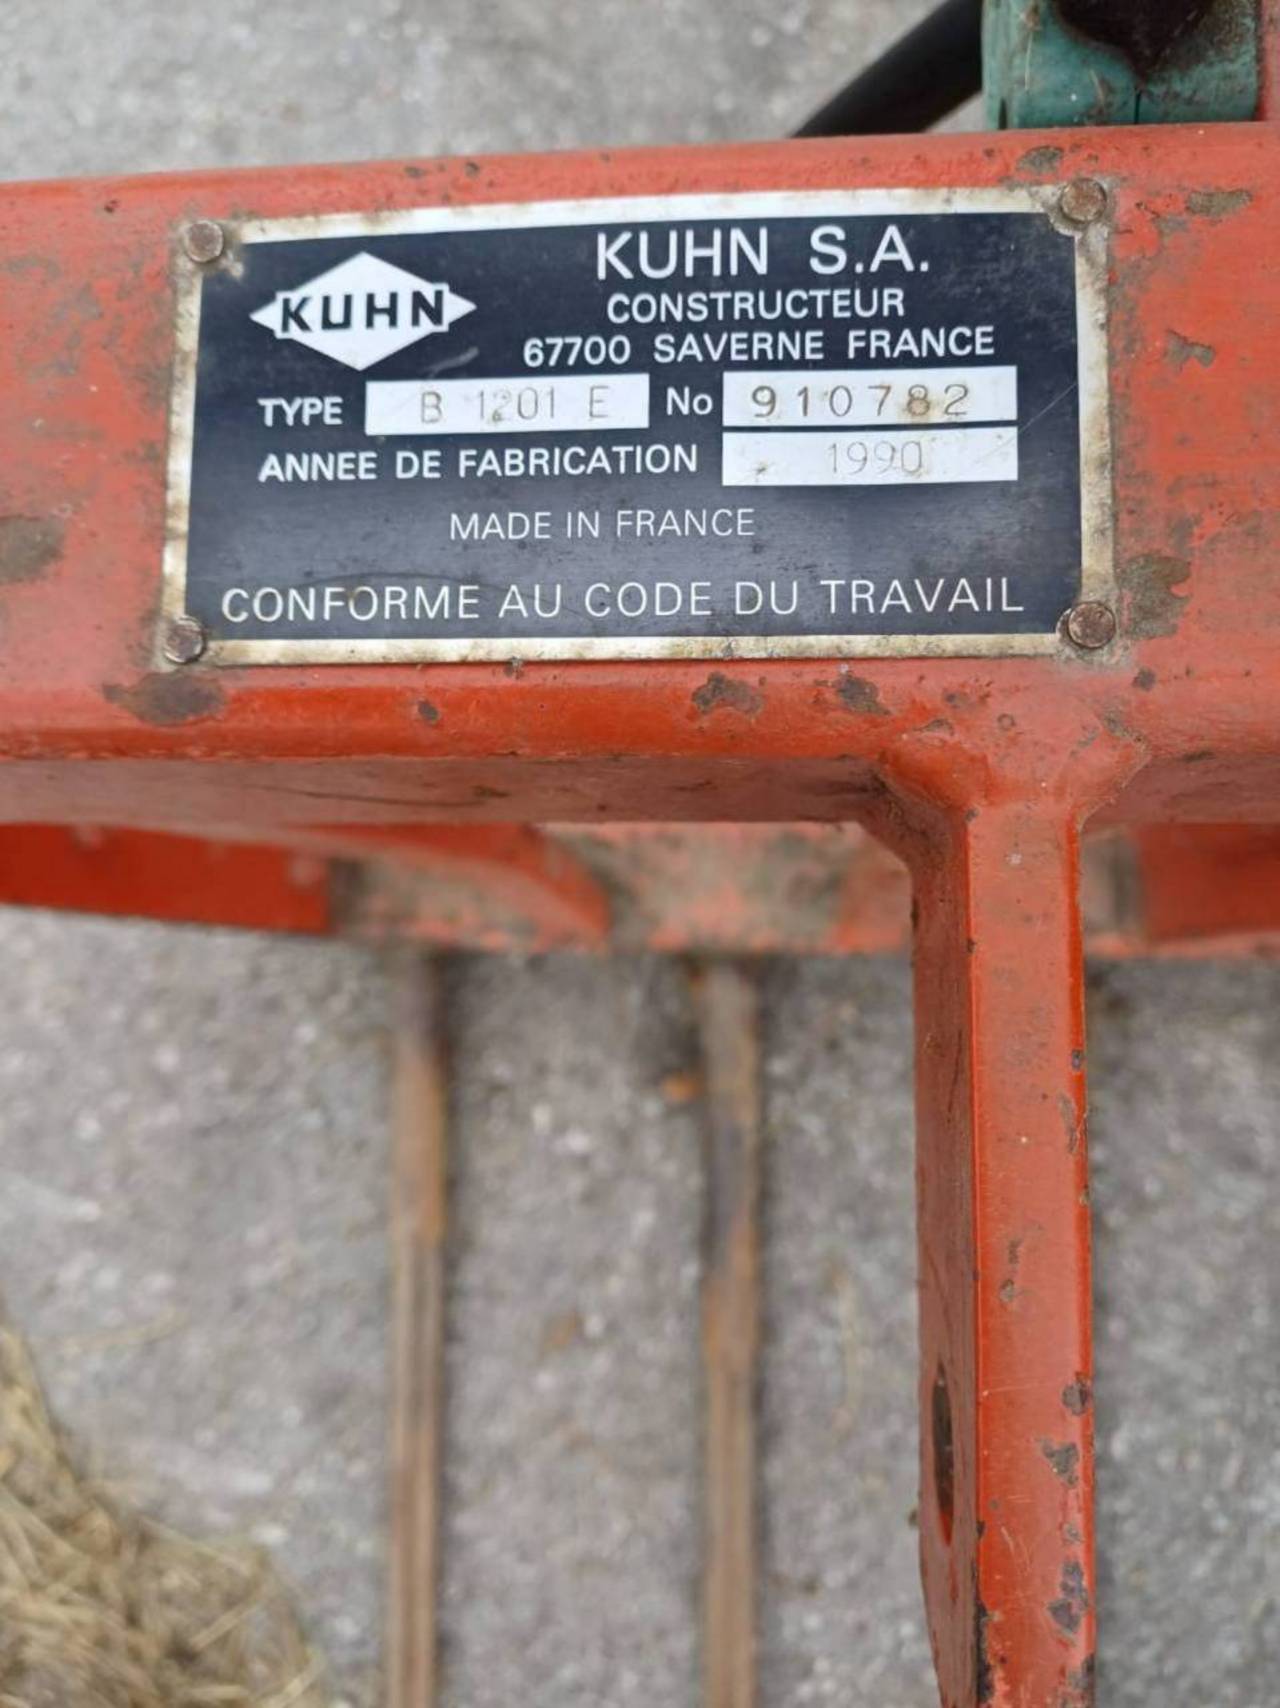 KUHN
KUHN S.A.
CONSTRUCTEUR
67700 SAVERNE FRANCE
TYPE B 1201 E No 910782
ANNEE DE FABRICATION 1990
MADE IN FRANCE
CONFORME AU CODE DU TRAVAIL